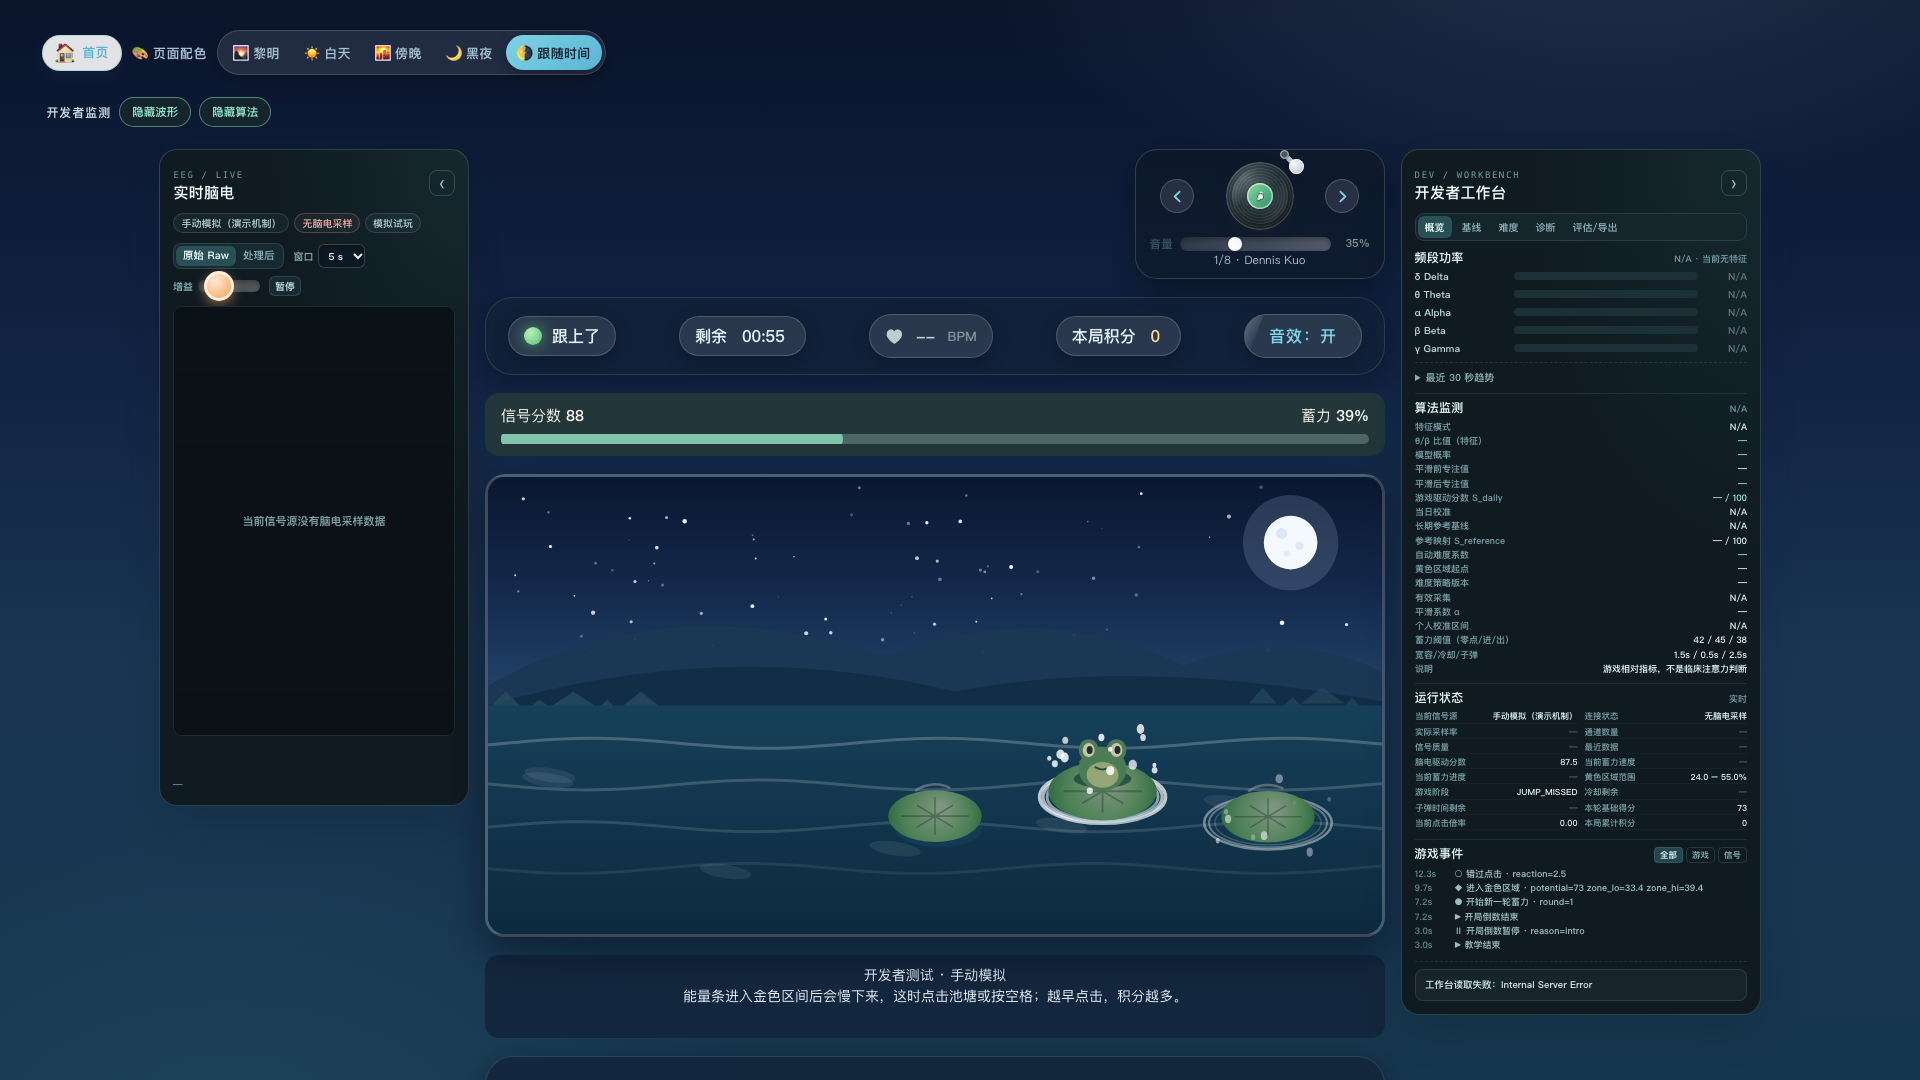 首页 页面配色 黎明 白天 傍晚 黑夜 跟随时间
开发者监测 隐藏波形 隐藏算法
EEG / LIVE
实时脑电
手动模拟（演示机制） 无脑电采样 模拟试玩
原始 Raw 处理后 窗口 5 s
增益 暂停
当前信号源没有脑电采样数据
—
音量 35%
1/8 · Dennis Kuo
跟上了 剩余 00:55 -- BPM 本局积分 0 音效：开
信号分数 88 蓄力 39%
开发者测试 · 手动模拟
能量条进入金色区间后会慢下来，这时点击池塘或按空格；越早点击，积分越多。
DEV / WORKBENCH
开发者工作台
概览 基线 难度 诊断 评估/导出
频段功率 N/A · 当前无特征
δ Delta N/A
θ Theta N/A
α Alpha N/A
β Beta N/A
γ Gamma N/A
▶ 最近 30 秒趋势
算法监测 N/A
特征模式 N/A
θ/β 比值（特征） —
模型概率 —
平滑前专注值 —
平滑后专注值 —
游戏驱动分数 S_daily — / 100
当日校准 N/A
长期参考基线 N/A
参考映射 S_reference — / 100
自动难度系数 —
黄色区域起点 —
难度策略版本 —
有效采集 N/A
平滑系数 α —
个人校准区间 N/A
蓄力阈值（零点/进/出） 42 / 45 / 38
宽容/冷却/子弹 1.5s / 0.5s / 2.5s
说明 游戏相对指标，不是临床注意力判断
运行状态 实时
当前信号源 手动模拟（演示机制） 连接状态 无脑电采样
实际采样率 — 通道数量 —
信号质量 — 最近数据 —
脑电驱动分数 87.5 当前蓄力速度 —
当前蓄力进度 — 黄色区域范围 24.0 — 55.0%
游戏阶段 JUMP_MISSED 冷却剩余 —
子弹时间剩余 — 本轮基础得分 73
当前点击倍率 0.00 本局累计积分 0
游戏事件 全部 游戏 信号
12.3s ○ 错过点击 · reaction=2.5
9.7s ◆ 进入金色区域 · potential=73 zone_lo=33.4 zone_hi=39.4
7.2s ● 开始新一轮蓄力 · round=1
7.2s ▶ 开局倒数结束
3.0s ⏸ 开局倒数暂停 · reason=intro
3.0s ▶ 教学结束
工作台读取失败：Internal Server Error